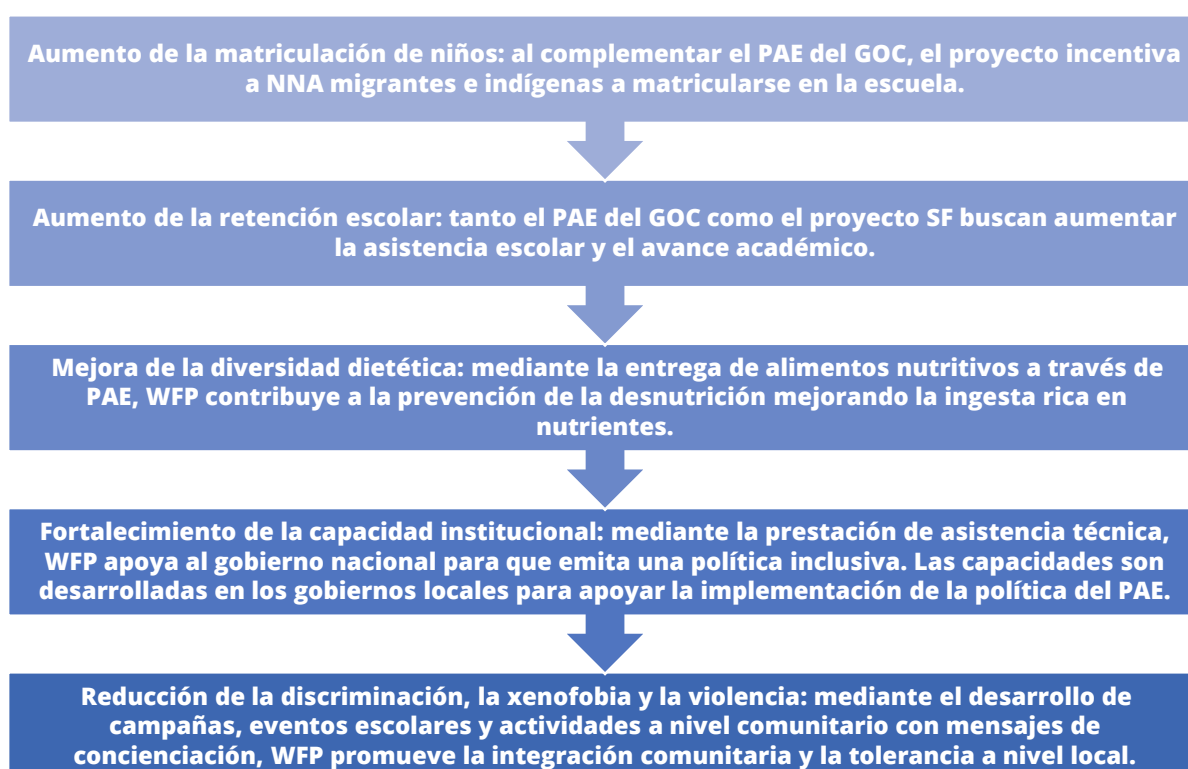 Aumento de la matriculación de niños: al complementar el PAE del GOC, el proyecto incentiva
a NNA migrantes e indígenas a matricularse en la escuela.
Aumento de la retención escolar: tanto el PAE del GOC como el proyecto SF buscan aumentar
la asistencia escolar y el avance académico.
Mejora de la diversidad dietética: mediante la entrega de alimentos nutritivos a través de
PAE, WFP contribuye a la prevención de la desnutrición mejorando la ingesta rica en
nutrientes.
Fortalecimiento de la capacidad institucional: mediante la prestación de asistencia técnica,
WFP apoya al gobierno nacional para que emita una política inclusiva. Las capacidades son
desarrolladas en los gobiernos locales para apoyar la implementación de la política del PAE.
Reducción de la discriminación, la xenofobia y la violencia: mediante el desarrollo de
campañas, eventos escolares y actividades a nivel comunitario con mensajes de
concienciación, WFP promueve la integración comunitaria y la tolerancia a nivel local.